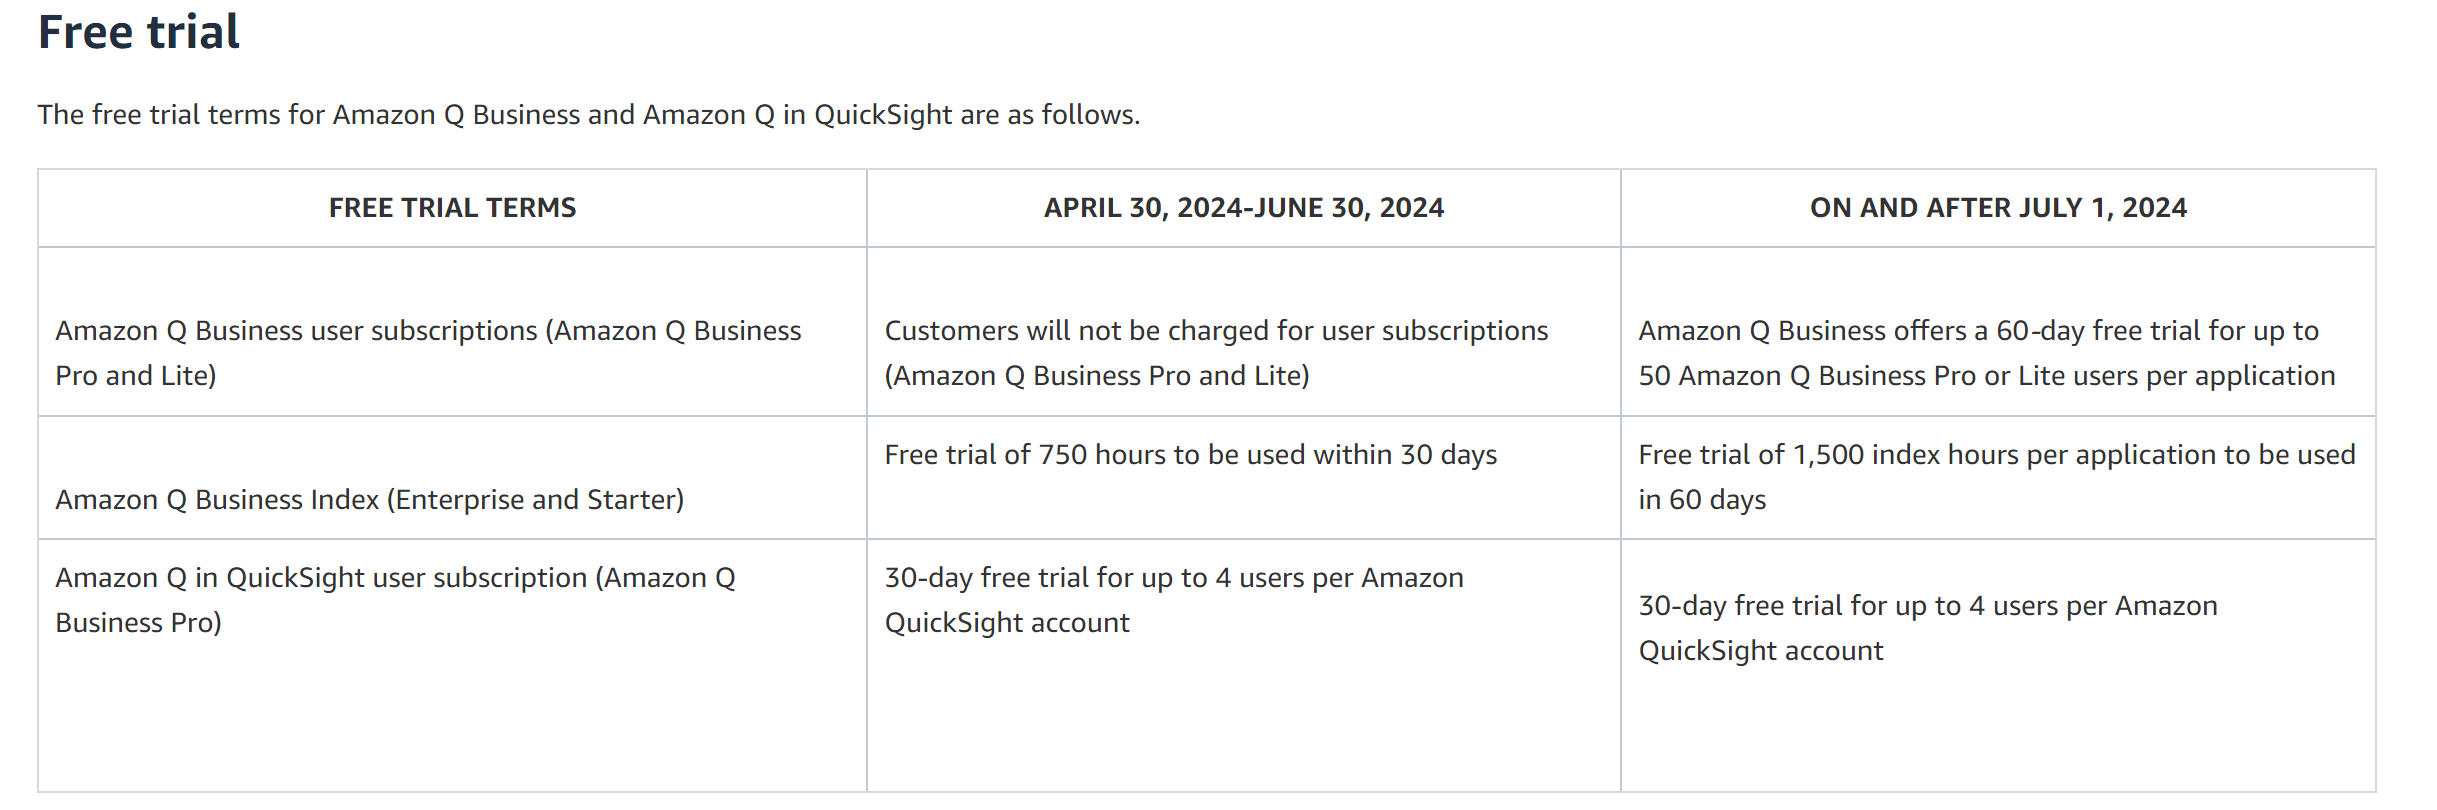 Free trial
The free trial terms for Amazon Q Business and Amazon Q in QuickSight are as follows.
FREE TRIAL TERMS
APRIL 30, 2024-JUNE 30, 2024
ON AND AFTER JULY 1, 2024
Amazon Q Business user subscriptions (Amazon Q Business
Pro and Lite)
Customers will not be charged for user subscriptions
(Amazon Q Business Pro and Lite)
Amazon Q Business offers a 60-day free trial for up to
50 Amazon Q Business Pro or Lite users per application
Amazon Q Business Index (Enterprise and Starter)
Free trial of 750 hours to be used within 30 days
Free trial of 1,500 index hours per application to be used
in 60 days
Amazon Q in QuickSight user subscription (Amazon Q
Business Pro)
30-day free trial for up to 4 users per Amazon
QuickSight account
30-day free trial for up to 4 users per Amazon
QuickSight account